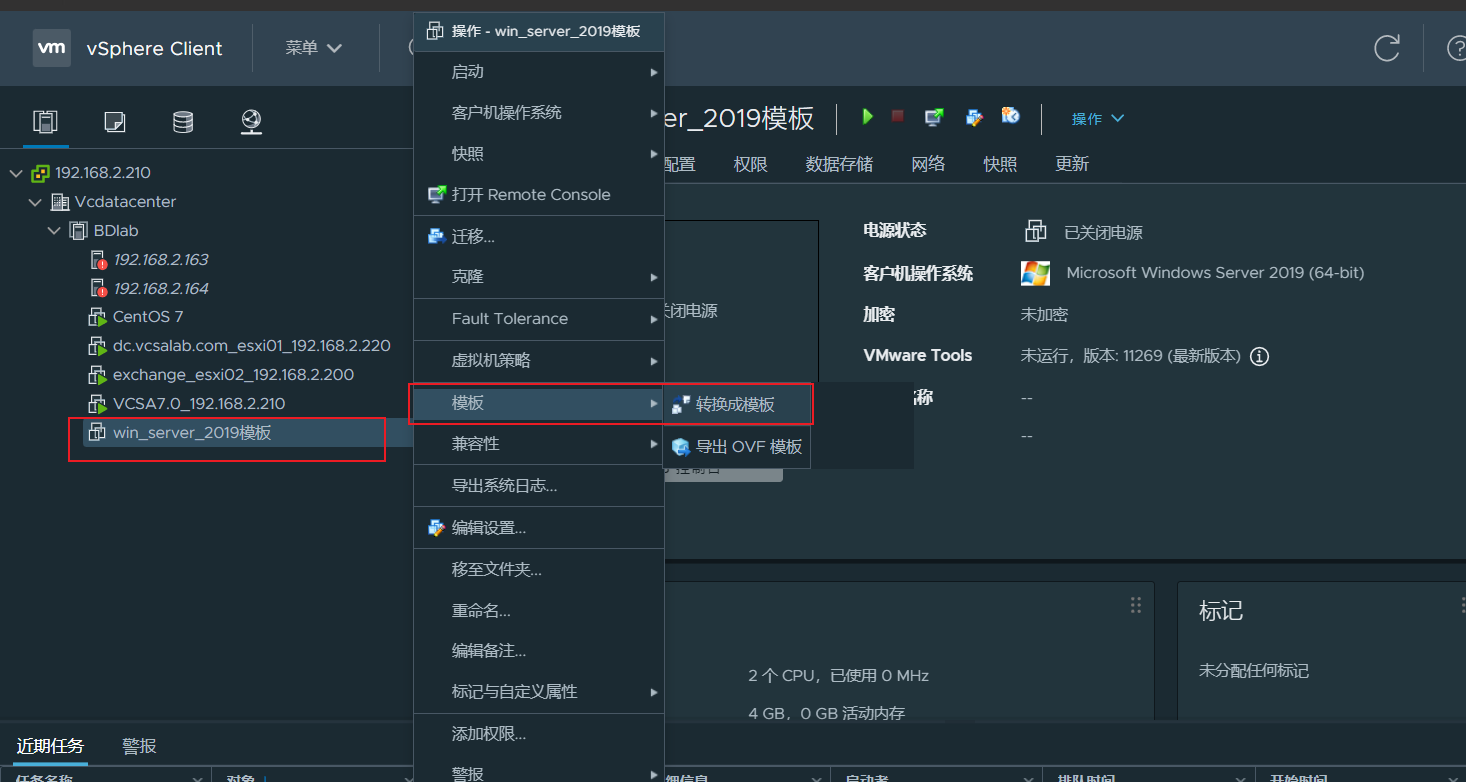 vm vSphere Client
菜单
192.168.2.210
Vcdatacenter
BDlab
192.168.2.163
192.168.2.164
CentOS 7
dc.vcsalab.com_esxi01_192.168.2.220
exchange_esxi02_192.168.2.200
VCSA7.0_192.168.2.210
win_server_2019模板
操作 - win_server_2019模板
启动
客户机操作系统
快照
打开 Remote Console
迁移...
克隆
Fault Tolerance
虚拟机策略
模板
兼容性
导出系统日志...
编辑设置...
移至文件夹...
重命名...
编辑备注...
标记与自定义属性
添加权限...
警报
转换成模板
导出 OVF 模板
er_2019模板
操作
配置
权限
数据存储
网络
快照
更新
关闭电源
电源状态
已关闭电源
客户机操作系统
Microsoft Windows Server 2019 (64-bit)
加密
未加密
VMware Tools
未运行，版本: 11269 (最新版本)
名称
--
--
控制台
2 个 CPU，已使用 0 MHz
4 GB，0 GB 活动内存
标记
未分配任何标记
近期任务
警报
任务名称
对象
细信息
启动者
排队时间
开始时间